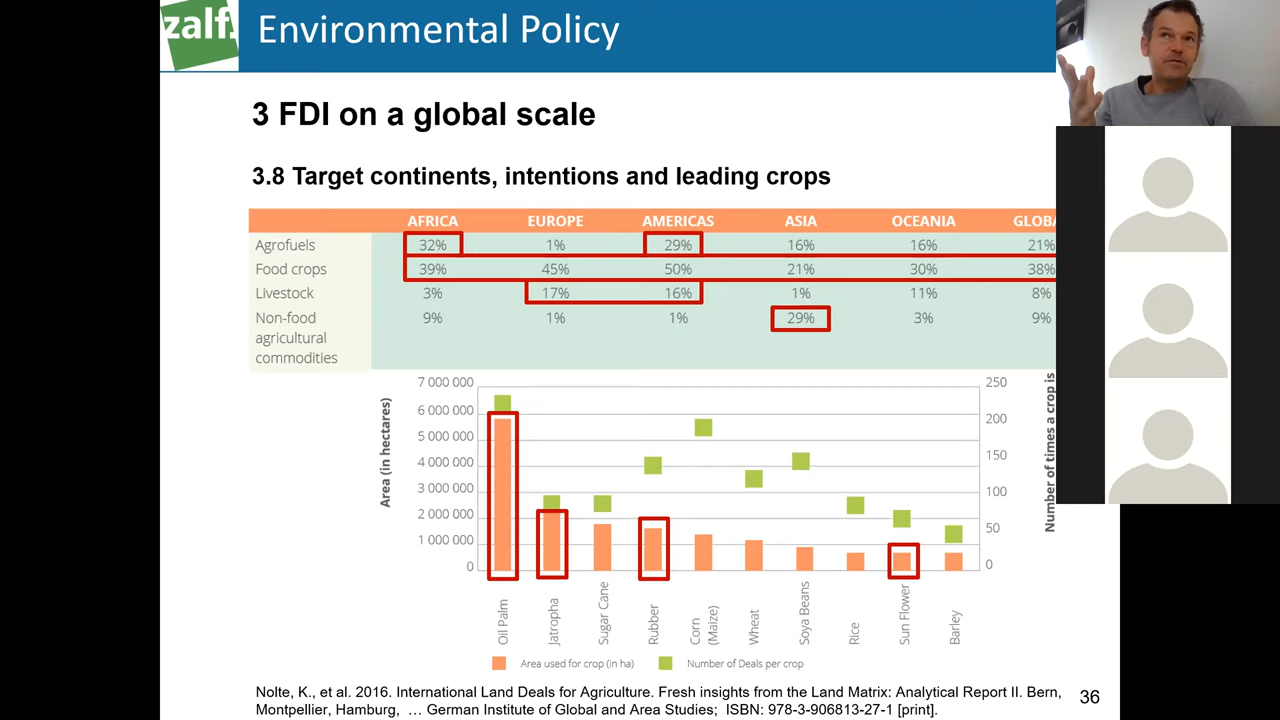 zalf.
Environmental Policy
3 FDI on a global scale
3.8 Target continents, intentions and leading crops
AFRICA EUROPE AMERICAS ASIA OCEANIA GLOBA
Agrofuels 32% 1% 29% 16% 16% 21%
Food crops 39% 45% 50% 21% 30% 38%
Livestock 3% 17% 16% 1% 11% 8%
Non-food agricultural commodities 9% 1% 1% 29% 3% 9%
Area (in hectares)
7 000 000
6 000 000
5 000 000
4 000 000
3 000 000
2 000 000
1 000 000
0
250
200
150
100
50
0
Number of times a crop is
Oil Palm
Jatropha
Sugar Cane
Rubber
Corn
(Maize)
Wheat
Soya Beans
Rice
Sun Flower
Barley
Area used for crop (in ha) Number of Deals per crop
Nolte, K., et al. 2016. International Land Deals for Agriculture. Fresh insights from the Land Matrix: Analytical Report II. Bern,
Montpellier, Hamburg, … German Institute of Global and Area Studies; ISBN: 978-3-906813-27-1 [print].
36